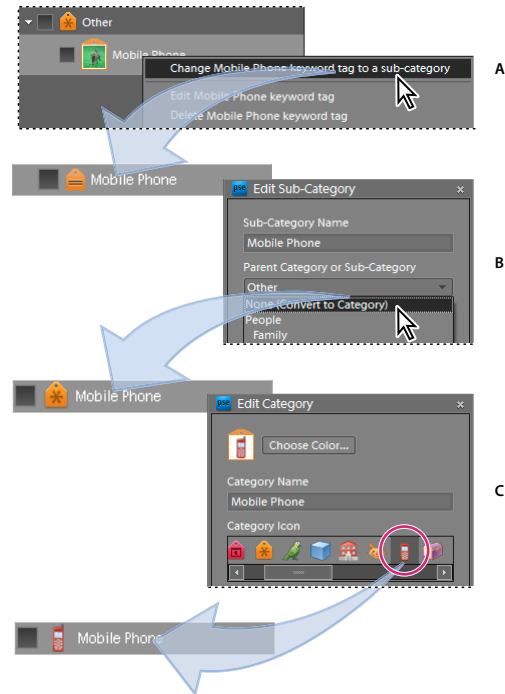 Other
Mobile Phone
Change Mobile Phone keyword tag to a sub-category
A
Edit Mobile Phone keyword tag
Delete Mobile Phone keyword tag
Mobile Phone
pse Edit Sub-Category ×
Sub-Category Name
Mobile Phone
Parent Category or Sub-Category
B
Other
None (Convert to Category)
People
Family
Mobile Phone
pse Edit Category ×
Choose Color...
Category Name
C
Mobile Phone
Category Icon
Mobile Phone